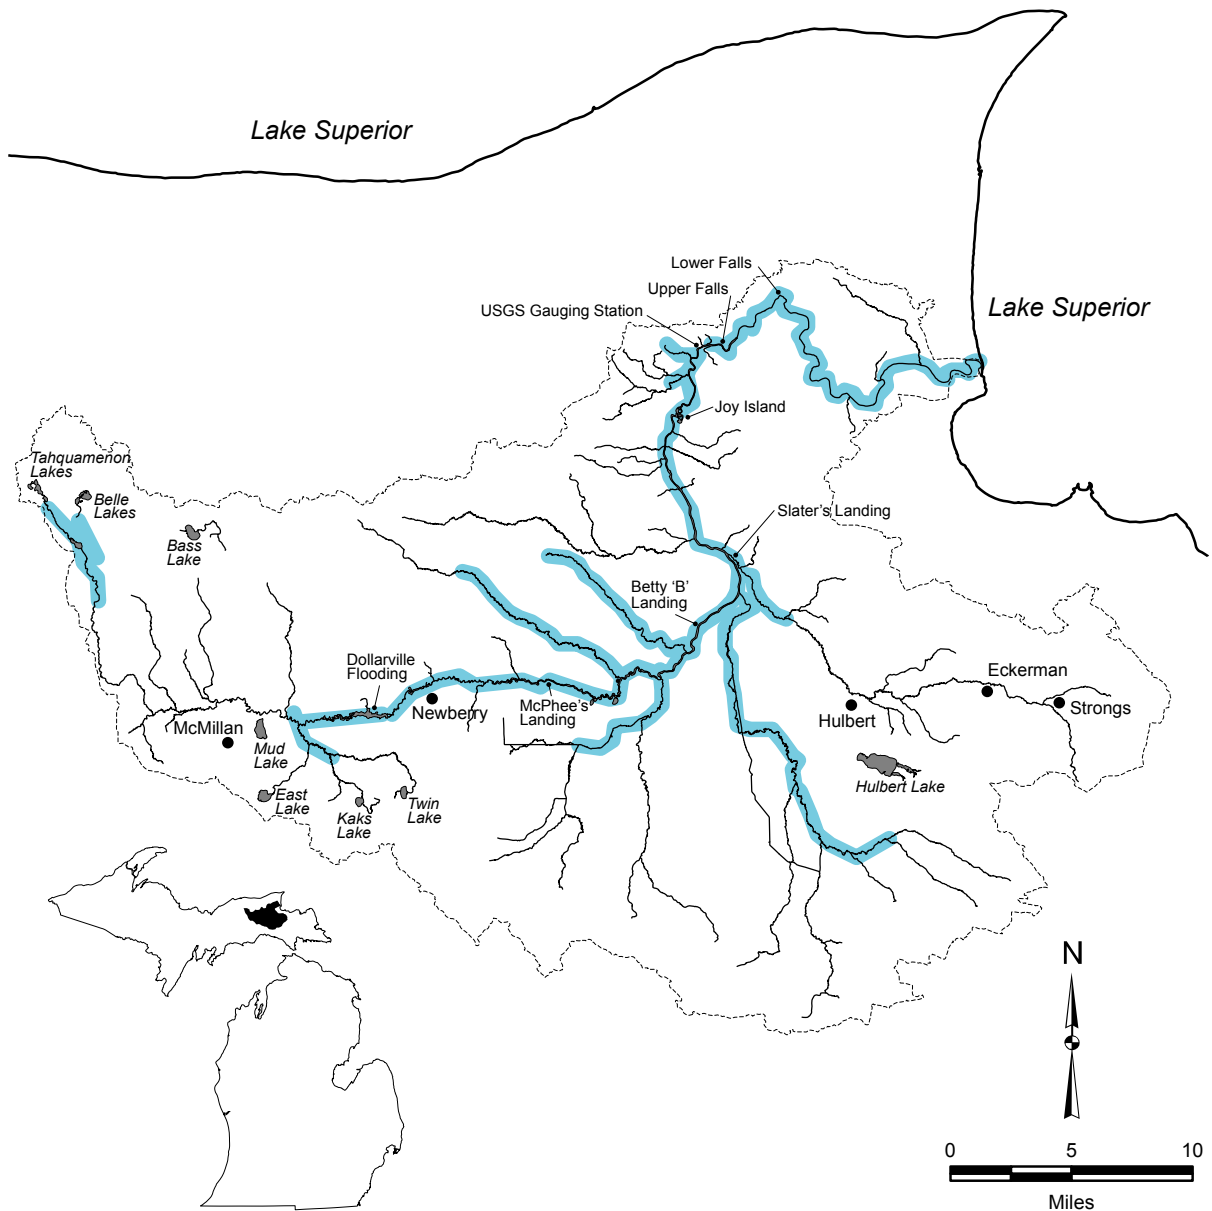 Lake Superior
Lower Falls
Upper Falls
USGS Gauging Station
Lake Superior
Joy Island
Tahquamenon
Lakes
Belle
Lakes
Bass
Lake
Slater's Landing
Betty 'B'
Landing
Dollarville
Flooding
Newberry
McPhee's
Landing
Eckerman
Strongs
Hulbert
McMillan
Mud
Lake
East
Lake
Kaks
Lake
Twin
Lake
Hulbert Lake
N
0 5 10
Miles